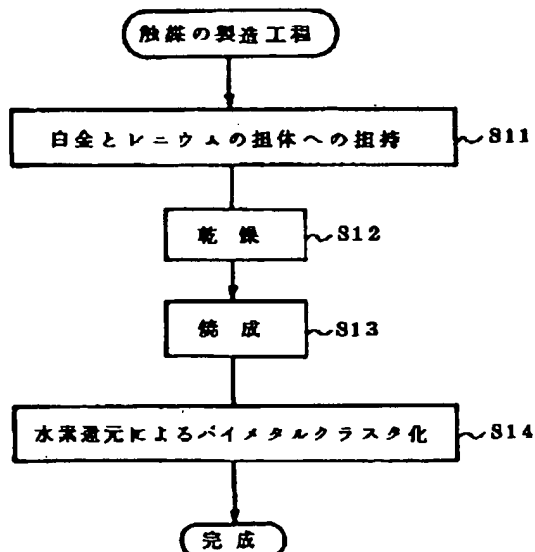 触媒の製造工程
白金とレニウムの担体への担持 S11
乾燥 S12
焼成 S13
水素還元によるバイメタルクラスタ化 S14
完成